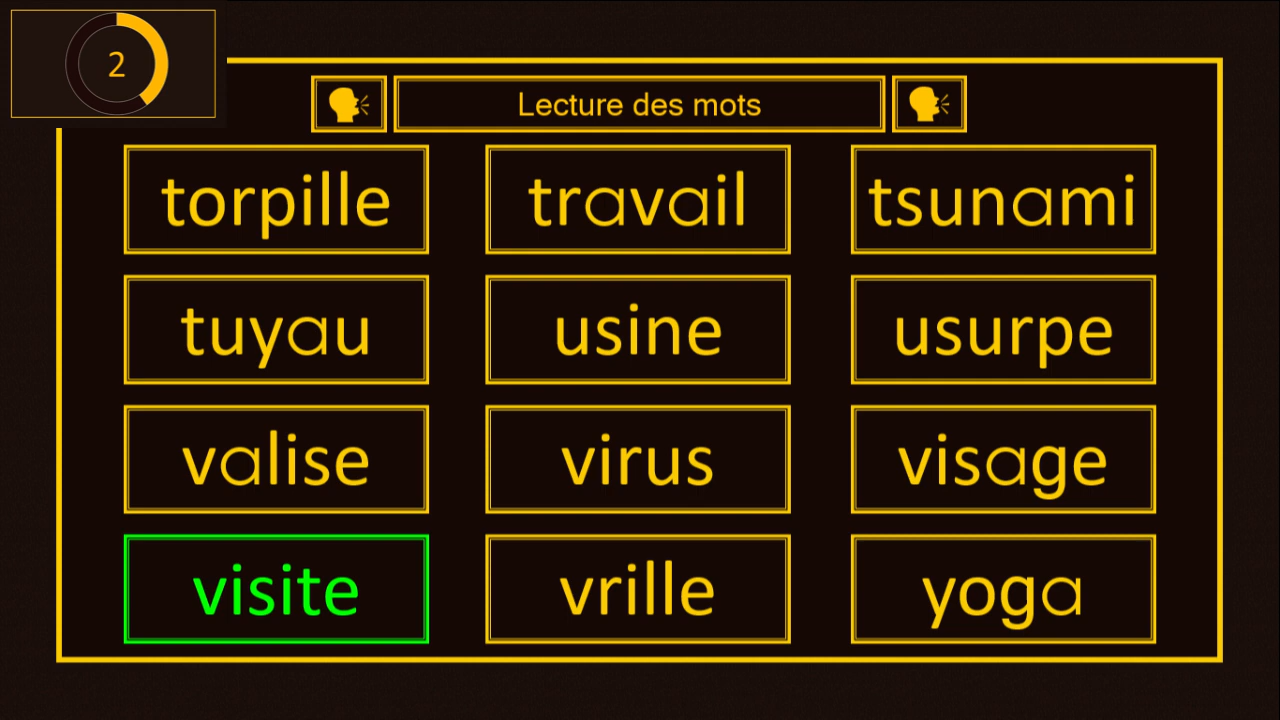 2
Lecture des mots
torpille travail tsunami
tuyau usine usurpe
valise virus visage
visite vrille yoga